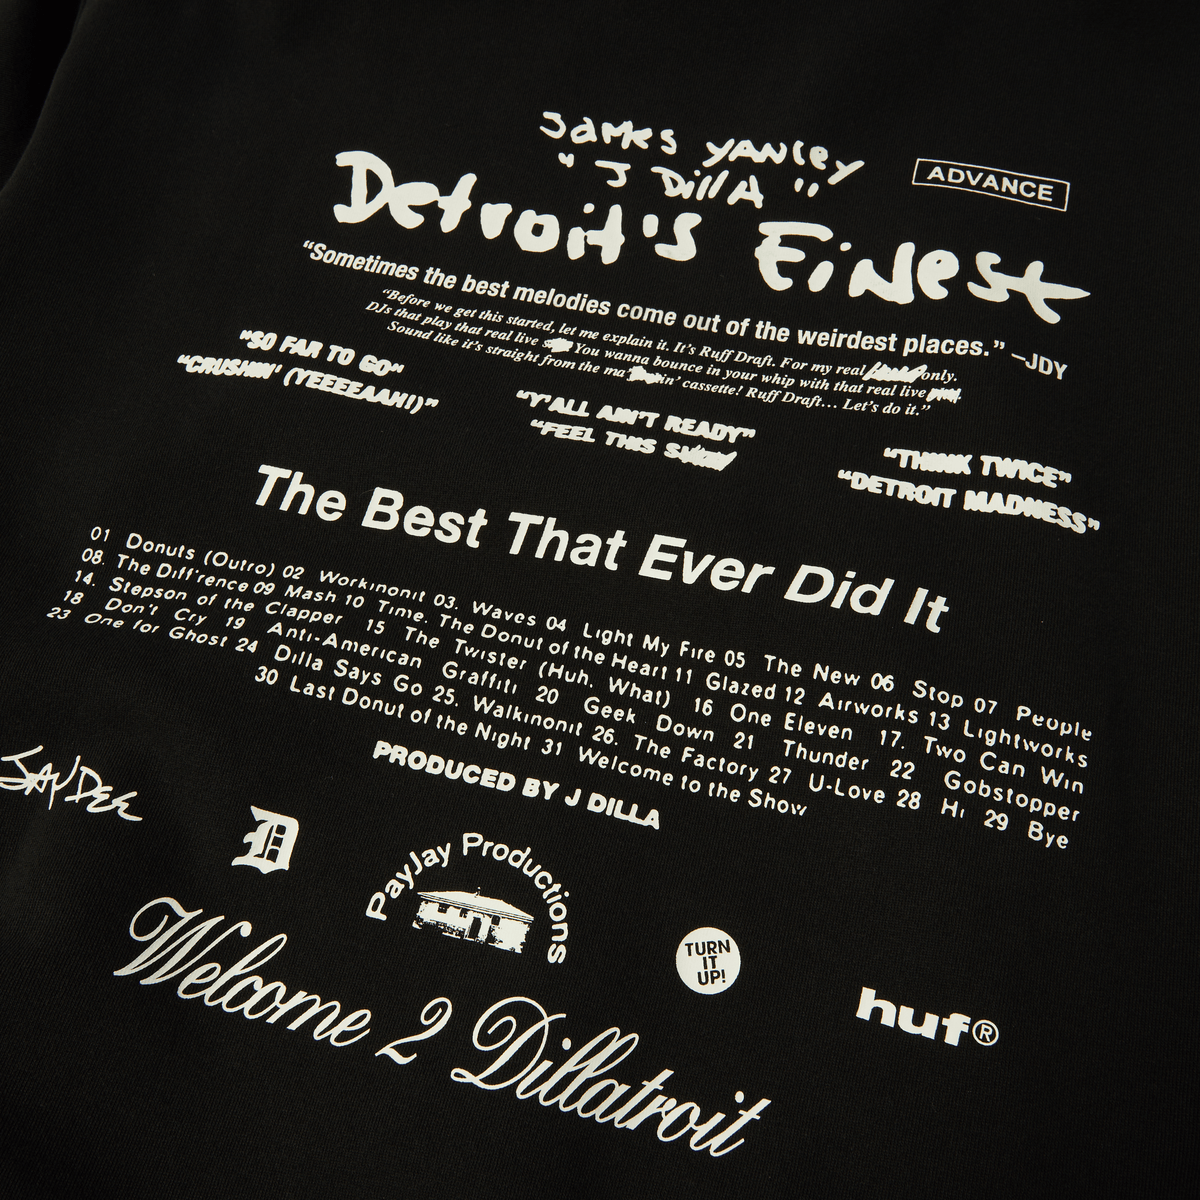 James Yancey
"J Dilla"
ADVANCE
Detroit's Finest
"Sometimes the best melodies come out of the weirdest places." –JDY
"Before we get this started, let me explain it. It's Ruff Draft. For my real only.
DJs that play that real live You wanna bounce in your whip with that real live
Sound like it's straight from the ma in' cassette! Ruff Draft... Let's do it."
"SO FAR TO GO"
"CRUSHIN' (YEEEEAAH!)"
"Y'ALL AIN'T READY"
"FEEL THIS
"THINK TWICE"
"DETROIT MADNESS"
The Best That Ever Did It
01 Donuts (Outro) 02 Workinonit 03. Waves 04 Light My Fire 05 The New 06 Stop 07 People
08. The Diff'rence 09 Mash 10 Time. The Donut of the Heart 11 Glazed 12 Airworks 13 Lightworks
14. Stepson of the Clapper 15 The Twister (Huh, What) 16 One Eleven 17. Two Can Win
18 Don't Cry 19 Anti-American Graffiti 20 Geek Down 21 Thunder 22 Gobstopper
23 One for Ghost 24 Dilla Says Go 25. Walkinonit 26. The Factory 27 U-Love 28 Hi 29 Bye
30 Last Donut of the Night 31 Welcome to the Show
PRODUCED BY J DILLA
JAYDEE
D
PayJay Productions
TURN
IT
UP!
huf®
Welcome 2 Dillatroit